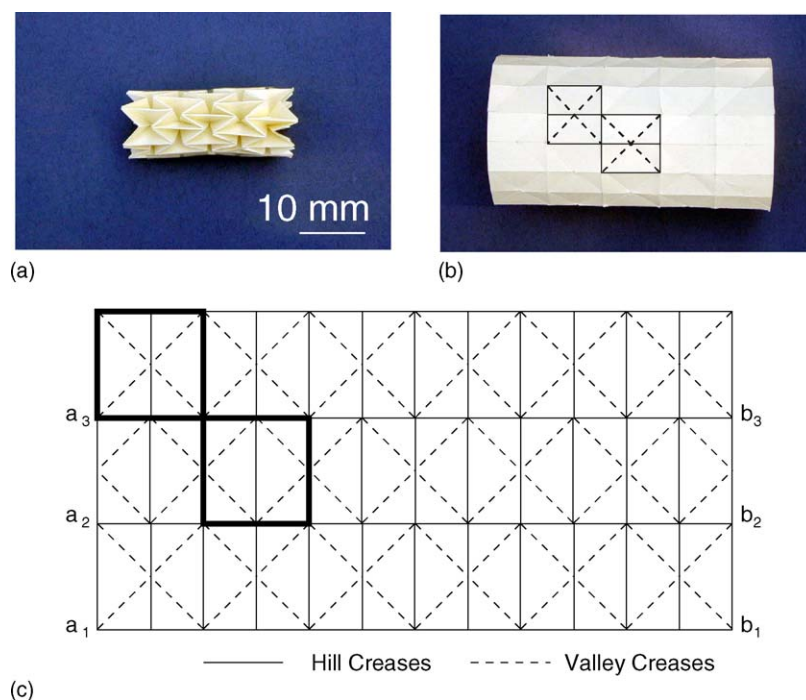 10 mm
(a)
(b)
a3 b3
a2 b2
a1 b1
Hill Creases Valley Creases
(c)